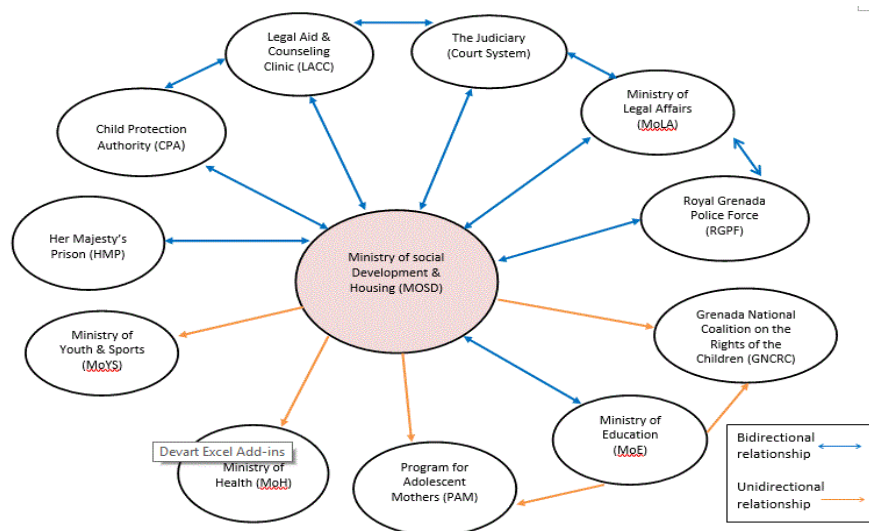 Legal Aid &
Counseling
Clinic (LACC)
The Judiciary
(Court System)
Ministry of
Legal Affairs
(MoLA)
Child Protection
Authority (CPA)
Royal Grenada
Police Force
(RGPF)
Her Majesty's
Prison (HMP)
Ministry of social
Development &
Housing (MOSD)
Grenada National
Coalition on the
Rights of the
Children (GNCRC)
Ministry of
Youth & Sports
(MoYS)
Ministry of
Education
(MoE)
Devart Excel Add-ins
Ministry of
Health (MoH)
Program for
Adolescent
Mothers (PAM)
Bidirectional
relationship
Unidirectional
relationship